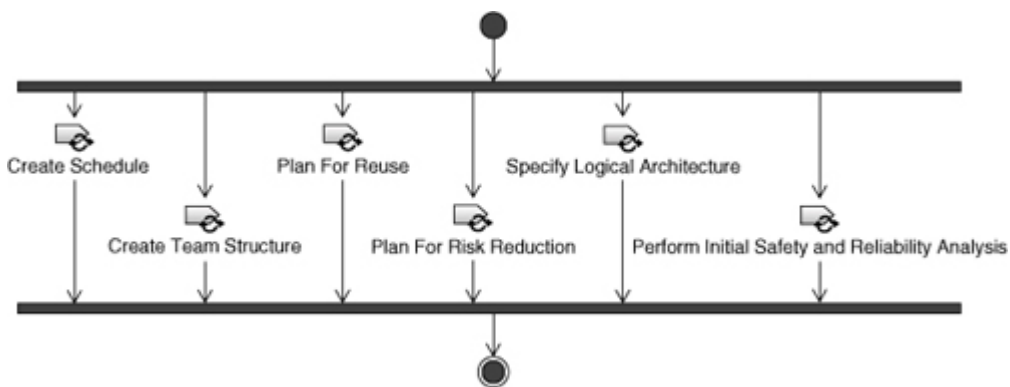 Create Schedule
Plan For Reuse
Specify Logical Architecture
Create Team Structure
Plan For Risk Reduction
Perform Initial Safety and Reliability Analysis